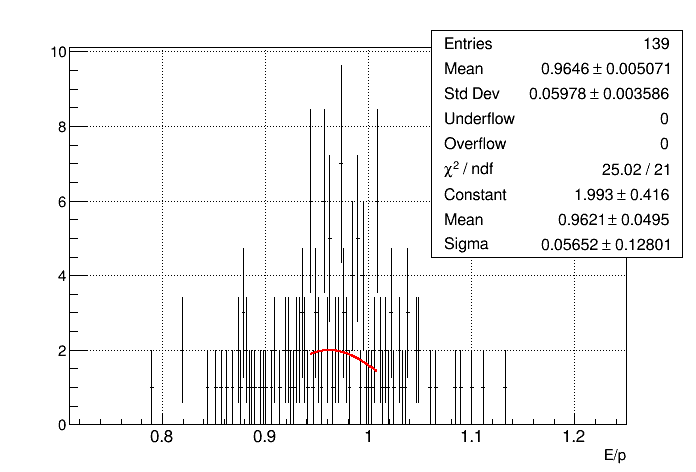 10
8
6
4
2
0
0.8 0.9 1 1.1 1.2
E/p
Entries 139
Mean 0.9646 ± 0.005071
Std Dev 0.05978 ± 0.003586
Underflow 0
Overflow 0
χ² / ndf 25.02 / 21
Constant 1.993 ± 0.416
Mean 0.9621 ± 0.0495
Sigma 0.05652 ± 0.12801